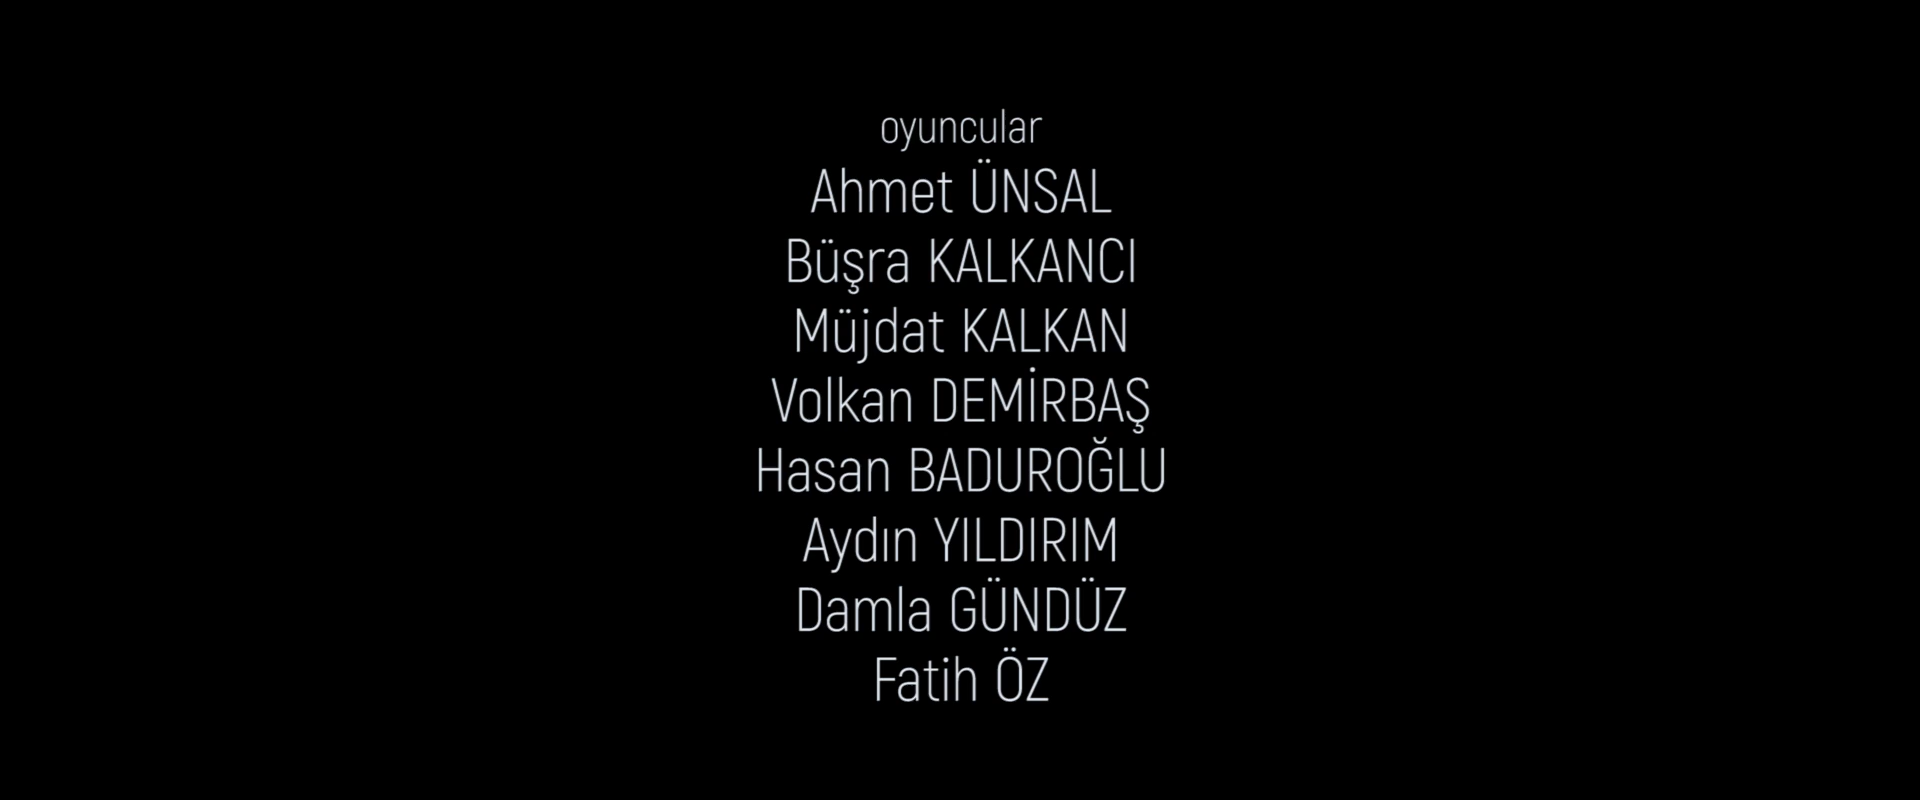 oyuncular
Ahmet ÜNSAL
Büşra KALKANCI
Müjdat KALKAN
Volkan DEMİRBAŞ
Hasan BADUROĞLU
Aydın YILDIRIM
Damla GÜNDÜZ
Fatih ÖZ